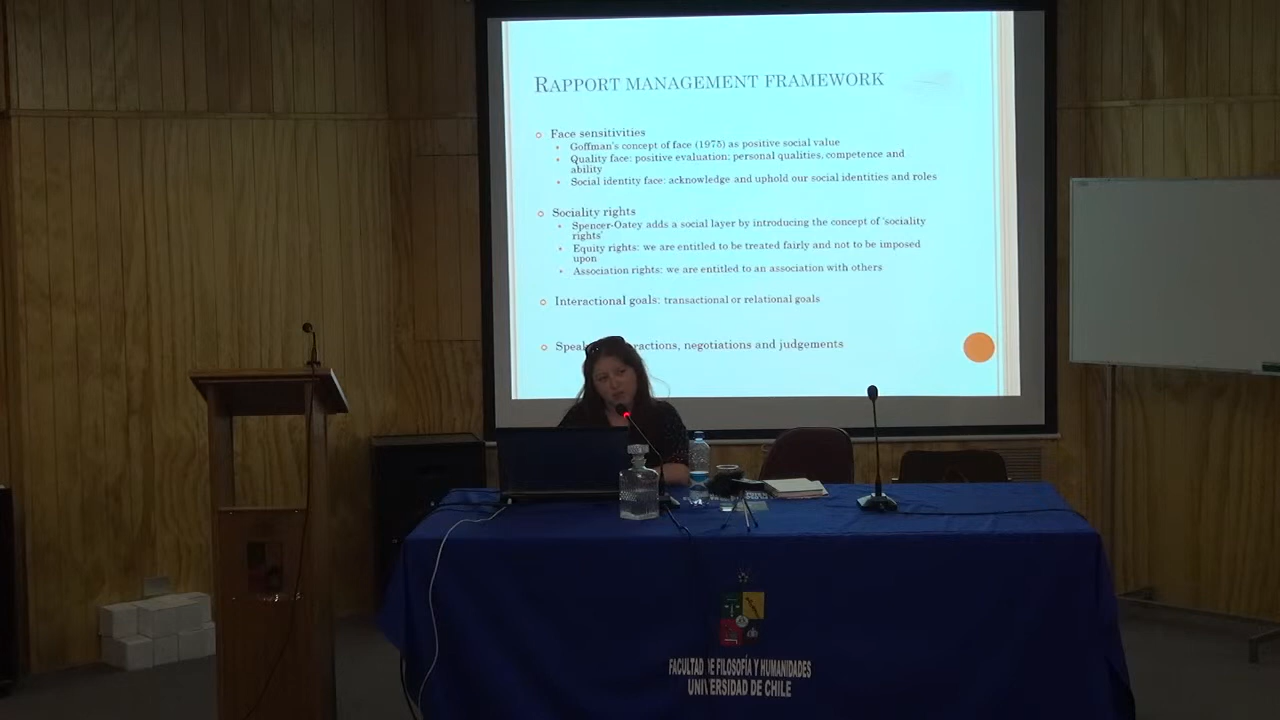 RAPPORT MANAGEMENT FRAMEWORK
Face sensitivities
Goffman's concept of face (1975) as positive social value
Quality face: positive evaluation: personal qualities, competence and
ability
Social identity face: acknowledge and uphold our social identities and roles
Sociality rights
Spencer-Oatey adds a social layer by introducing the concept of 'sociality
rights'
Equity rights: we are entitled to be treated fairly and not to be imposed
upon
Association rights: we are entitled to an association with others
Interactional goals: transactional or relational goals
negotiations and judgements
FACULTAD DE FILOSOFÍA Y HUMANIDADES
UNIVERSIDAD DE CHILE